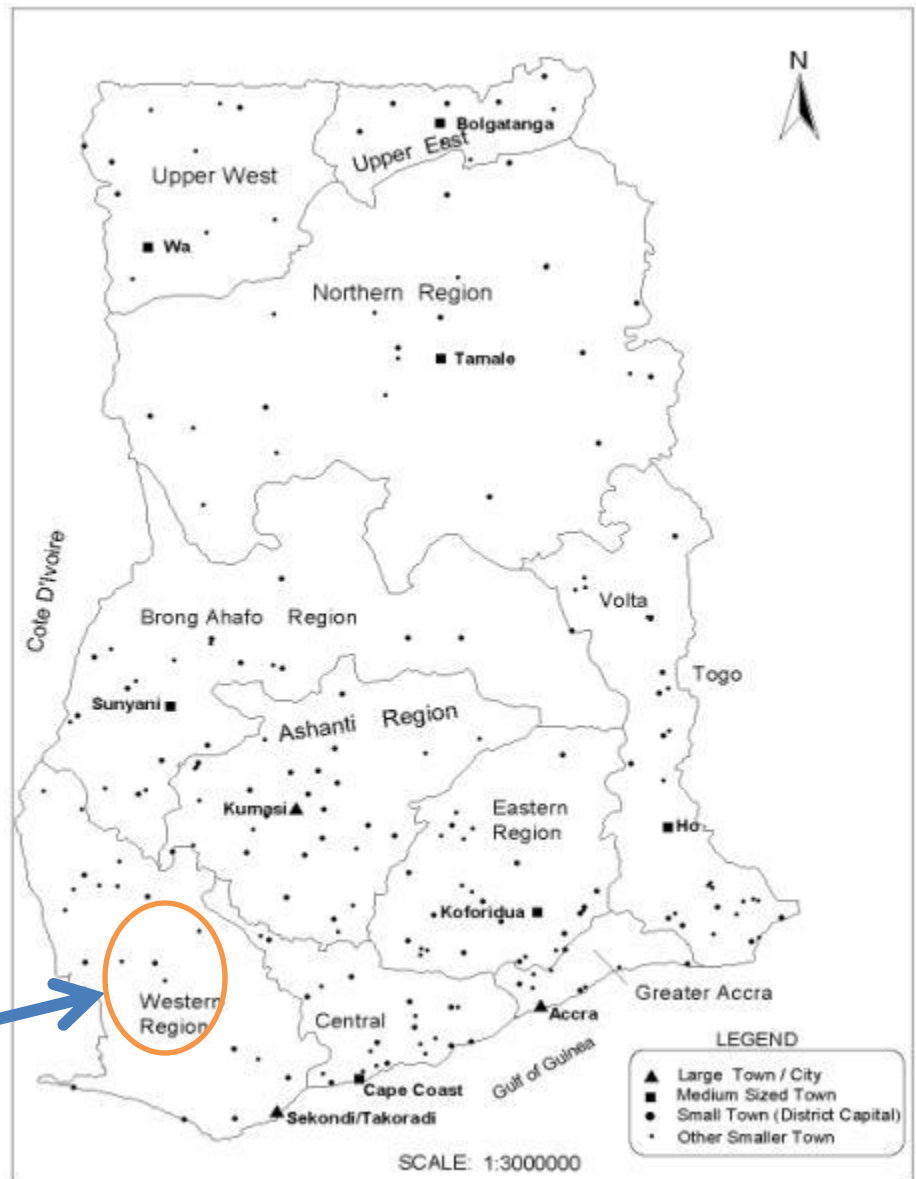 N
Bolgatanga
Upper East
Upper West
Wa
Northern Region
Tamale
Cote D'Ivoire
Volta
Brong Ahafo Region
Togo
Sunyani
Ashanti Region
Kumasi
Eastern
Region
Ho
Koforidua
Greater Accra
Western
Region
Central
Accra
Gulf of Guinea
Cape Coast
Sekondi/Takoradi
LEGEND
Large Town / City
Medium Sized Town
Small Town (District Capital)
Other Smaller Town
SCALE: 1:3000000